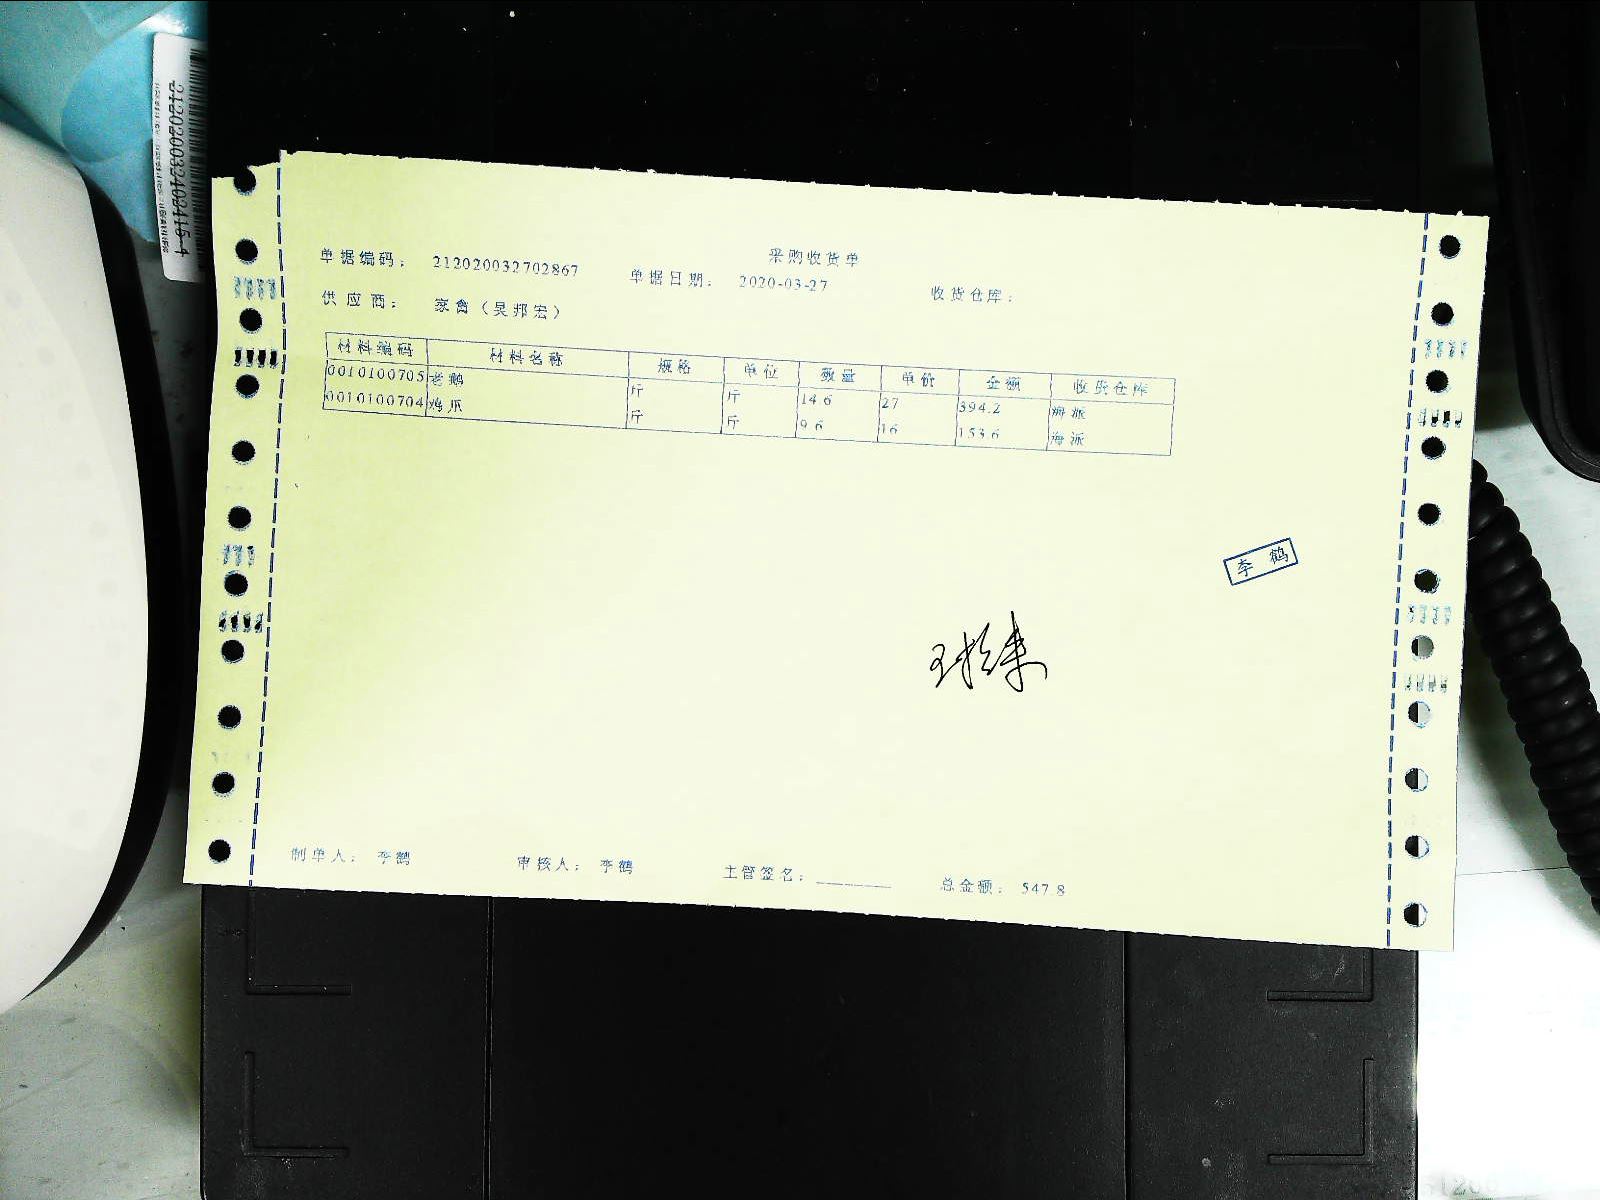 2120200324024115-1
采购收货单
单据编码： 212020032702867 单据日期： 2020-03-27 收货仓库：
供应商： 家禽（吴邦宏）
材料编码 材料名称 规格 单位 数量 单价 金额 收货仓库
0010100705 老鹅 斤 斤 14.6 27 394.2 海派
0010100704 鸡爪 斤 斤 9.6 16 153.6 海派
李鹤
制单人： 李鹤 审核人： 李鹤 主管签名： 总金额： 547.8